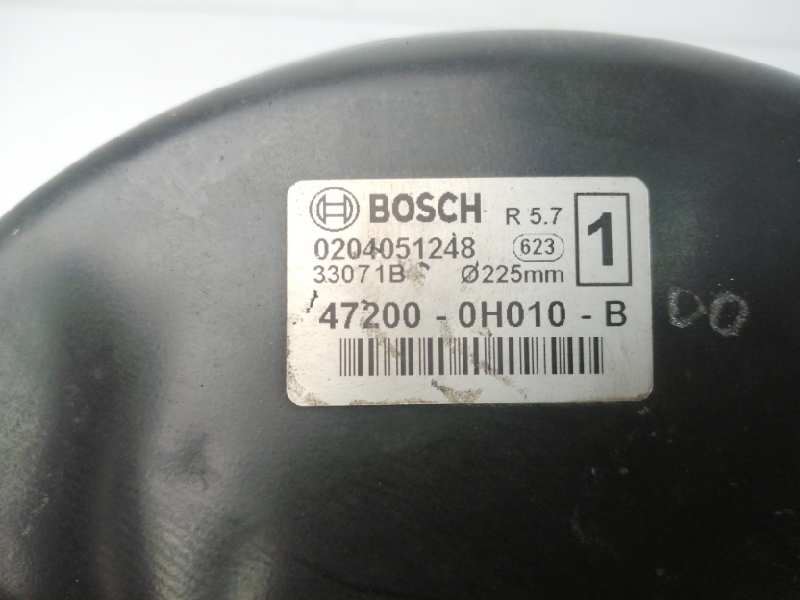 BOSCH R 5.7 1
0204051248 623
33071B Ø225mm
47200 - 0H010 - B